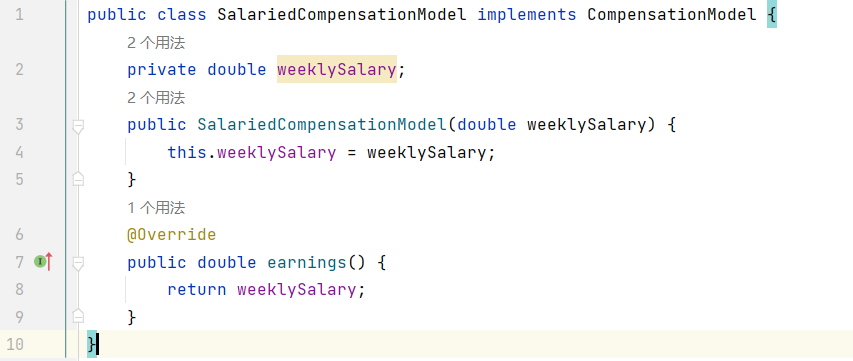 1 public class SalariedCompensationModel implements CompensationModel {
2 个用法
2 private double weeklySalary;
2 个用法
3 public SalariedCompensationModel(double weeklySalary) {
4 this.weeklySalary = weeklySalary;
5 }
1 个用法
6 @Override
7 public double earnings() {
8 return weeklySalary;
9 }
10 }